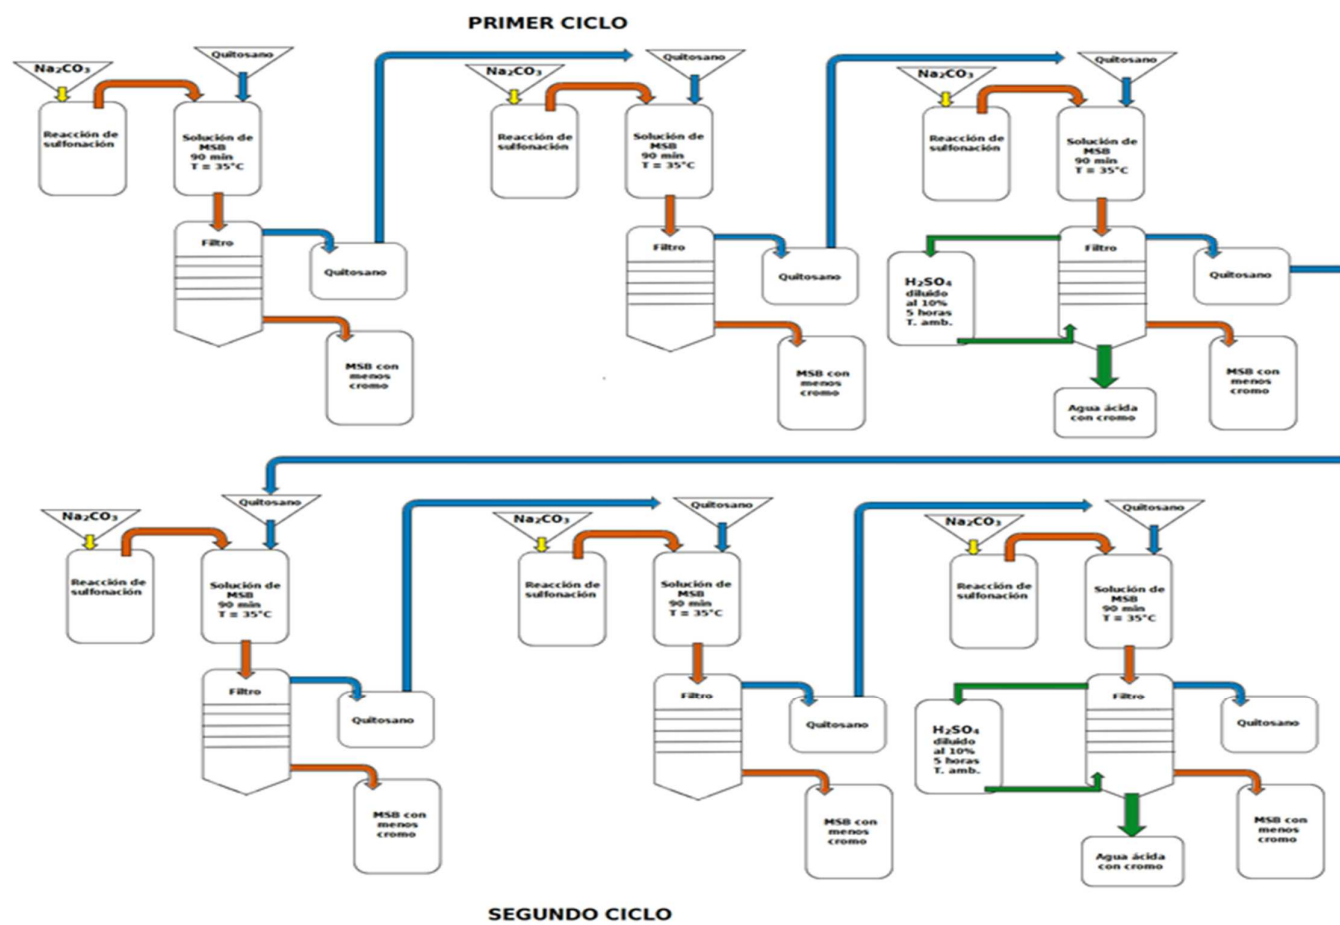 PRIMER CICLO
Na₂CO₃
Quitosano
Reacción de
sulfonación
Solución de
MSB
90 min
T = 35°C
Filtro
Quitosano
MSB con
menos
cromo
Na₂CO₃
Quitosano
Reacción de
sulfonación
Solución de
MSB
90 min
T = 35°C
Filtro
Quitosano
MSB con
menos
cromo
Na₂CO₃
Quitosano
Reacción de
sulfonación
Solución de
MSB
90 min
T = 35°C
Filtro
Quitosano
H₂SO₄
diluido
al 10%
5 horas
T. amb.
MSB con
menos
cromo
Agua ácida
con cromo
Na₂CO₃
Quitosano
Reacción de
sulfonación
Solución de
MSB
90 min
T = 35°C
Filtro
Quitosano
MSB con
menos
cromo
Na₂CO₃
Quitosano
Reacción de
sulfonación
Solución de
MSB
90 min
T = 35°C
Filtro
Quitosano
MSB con
menos
cromo
Na₂CO₃
Quitosano
Reacción de
sulfonación
Solución de
MSB
90 min
T = 35°C
Filtro
Quitosano
H₂SO₄
diluido
al 10%
5 horas
T. amb.
MSB con
menos
cromo
Agua ácida
con cromo
SEGUNDO CICLO